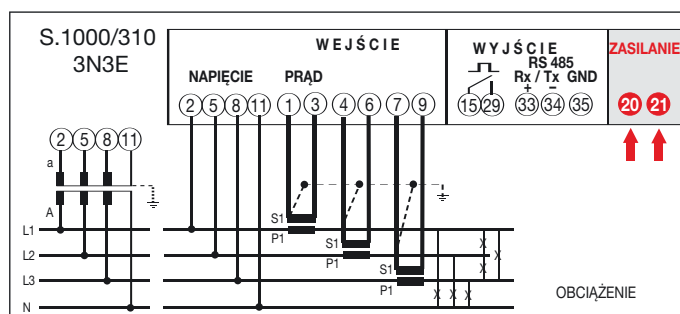 S.1000/310
3N3E
WEJŚCIE
NAPIĘCIE PRĄD
2 5 8 11 1 3 4 6 7 9
WYJŚCIE
RS 485
Rx / Tx GND
+ −
15 29 33 34 35
ZASILANIE
20 21
2 5 8 11
a
A
S1
P1
S1
P1
S1
P1
L1
L2
L3
N
X X
X X
X X X
OBCIĄŻENIE